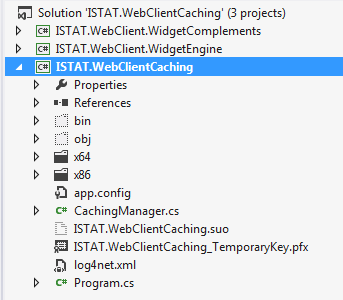 Solution 'ISTAT.WebClientCaching' (3 projects)
C# ISTAT.WebClient.WidgetComplements
C# ISTAT.WebClient.WidgetEngine
C# ISTAT.WebClientCaching
Properties
References
bin
obj
x64
x86
app.config
C# CachingManager.cs
ISTAT.WebClientCaching.suo
ISTAT.WebClientCaching_TemporaryKey.pfx
log4net.xml
C# Program.cs